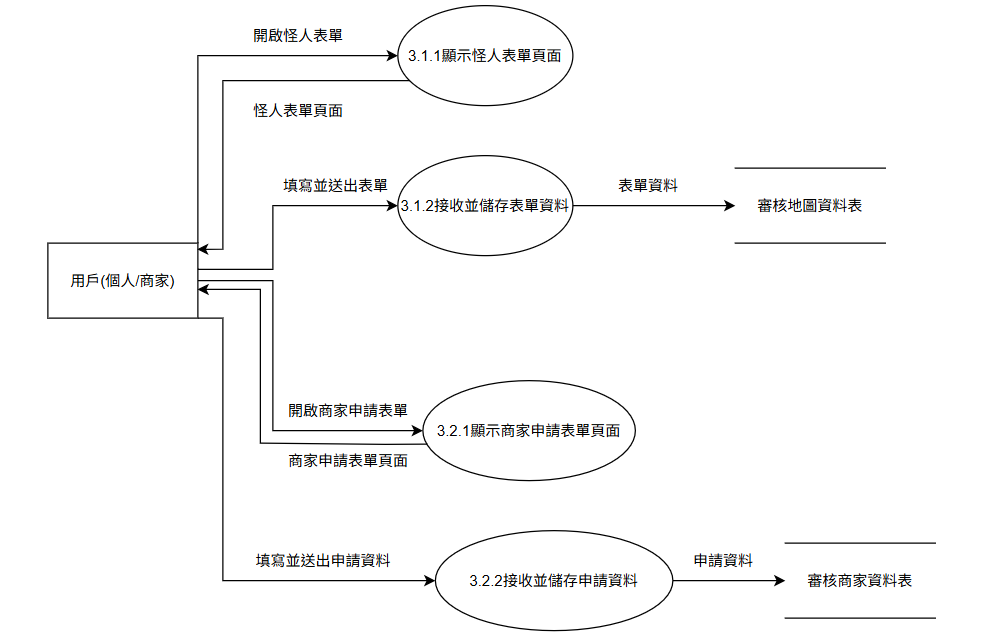 開啟怪人表單
3.1.1顯示怪人表單頁面
怪人表單頁面
填寫並送出表單
3.1.2接收並儲存表單資料
表單資料
審核地圖資料表
用戶(個人/商家)
開啟商家申請表單
3.2.1顯示商家申請表單頁面
商家申請表單頁面
填寫並送出申請資料
3.2.2接收並儲存申請資料
申請資料
審核商家資料表